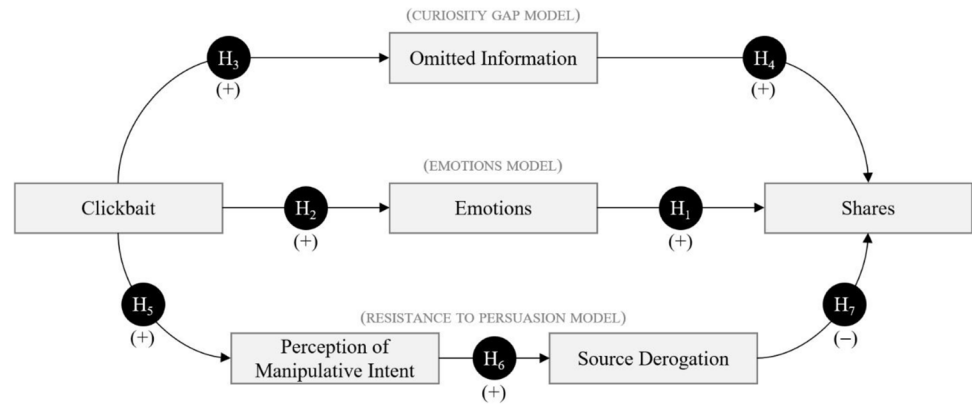 (CURIOSITY GAP MODEL)
H₃
(+)
Omitted Information
H₄
(+)
(EMOTIONS MODEL)
Clickbait
H₂
(+)
Emotions
H₁
(+)
Shares
(RESISTANCE TO PERSUASION MODEL)
H₅
(+)
Perception of
Manipulative Intent
H₆
(+)
Source Derogation
H₇
(−)